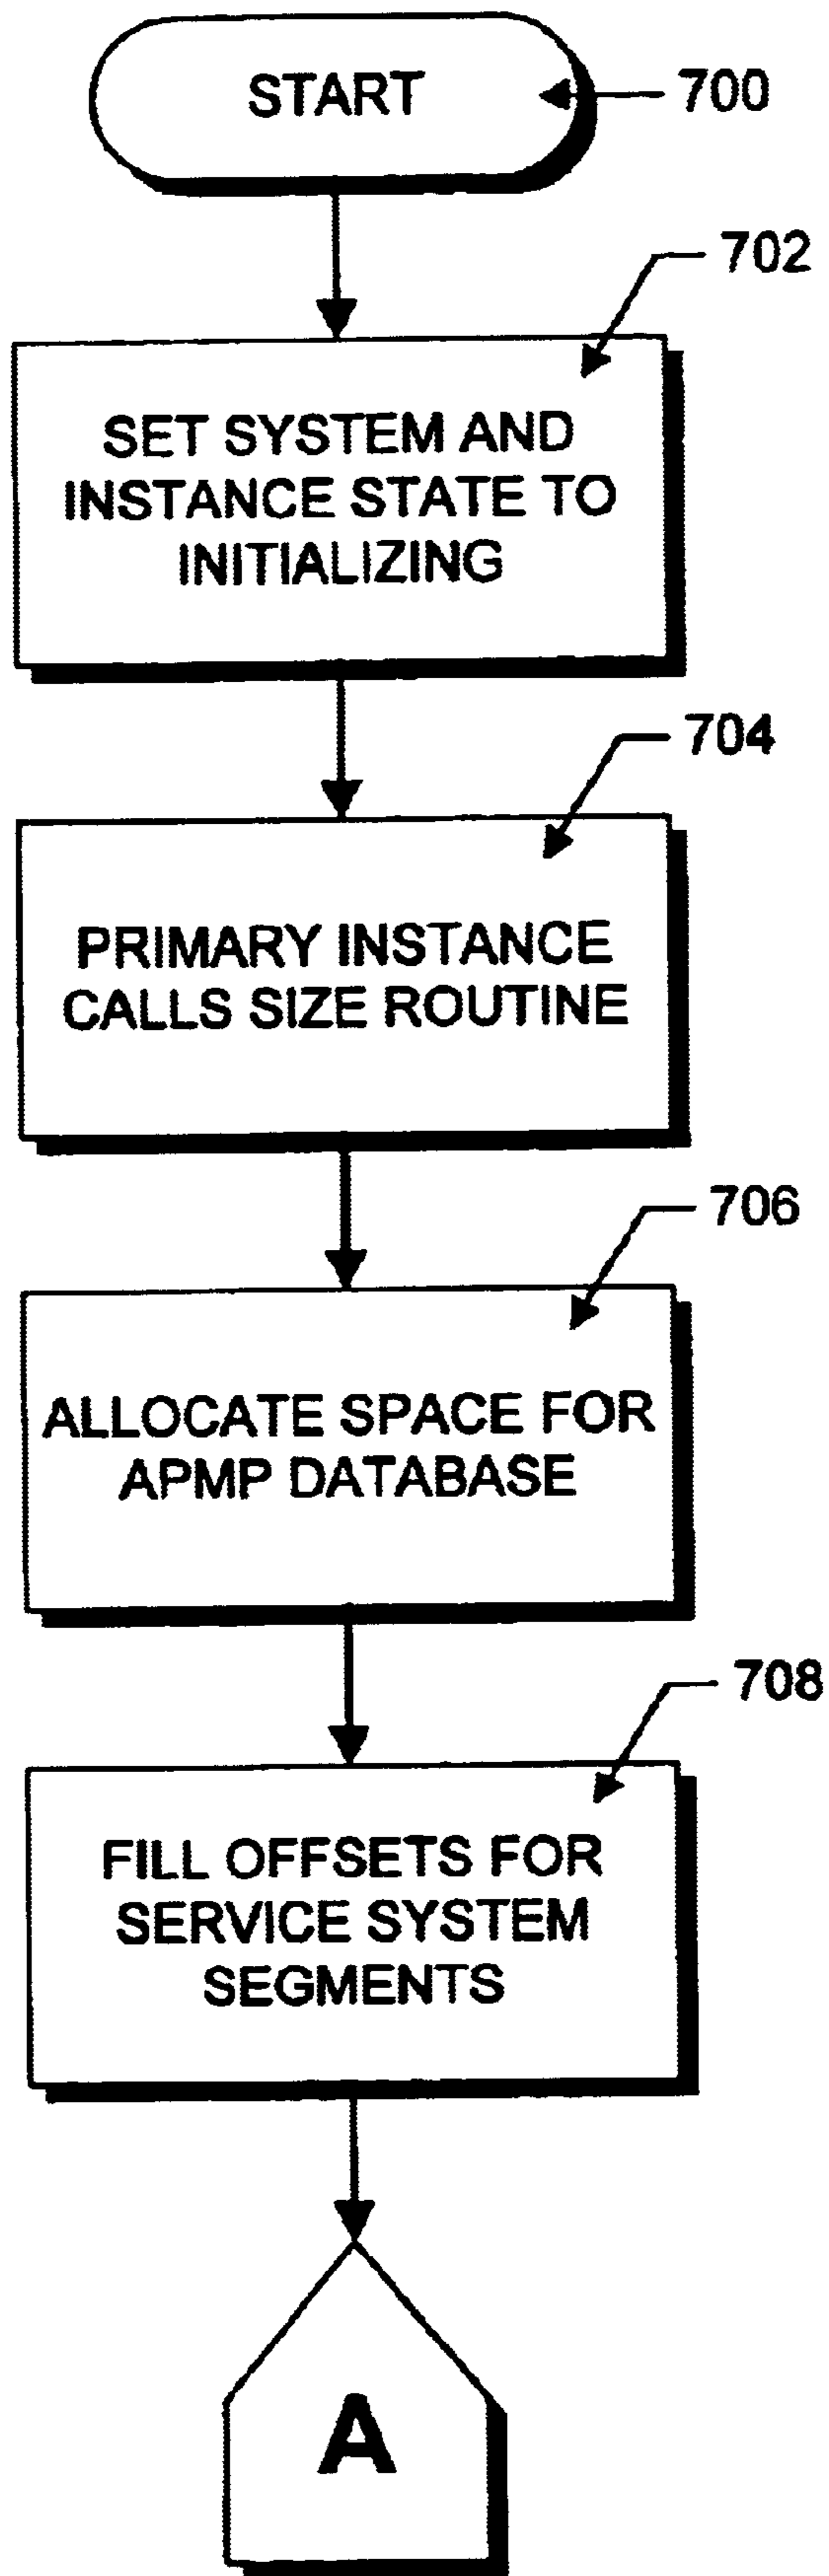 START
700
702
SET SYSTEM AND
INSTANCE STATE TO
INITIALIZING
704
PRIMARY INSTANCE
CALLS SIZE ROUTINE
706
ALLOCATE SPACE FOR
APMP DATABASE
708
FILL OFFSETS FOR
SERVICE SYSTEM
SEGMENTS
A